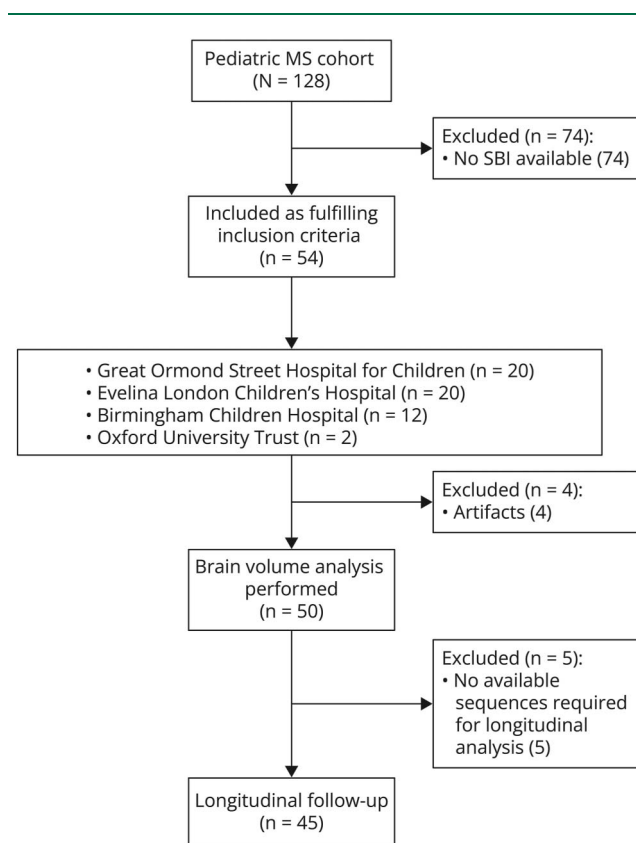 Pediatric MS cohort
(N = 128)
Excluded (n = 74):
• No SBI available (74)
Included as fulfilling
inclusion criteria
(n = 54)
• Great Ormond Street Hospital for Children (n = 20)
• Evelina London Children’s Hospital (n = 20)
• Birmingham Children Hospital (n = 12)
• Oxford University Trust (n = 2)
Excluded (n = 4):
• Artifacts (4)
Brain volume analysis
performed
(n = 50)
Excluded (n = 5):
• No available
sequences required
for longitudinal
analysis (5)
Longitudinal follow-up
(n = 45)